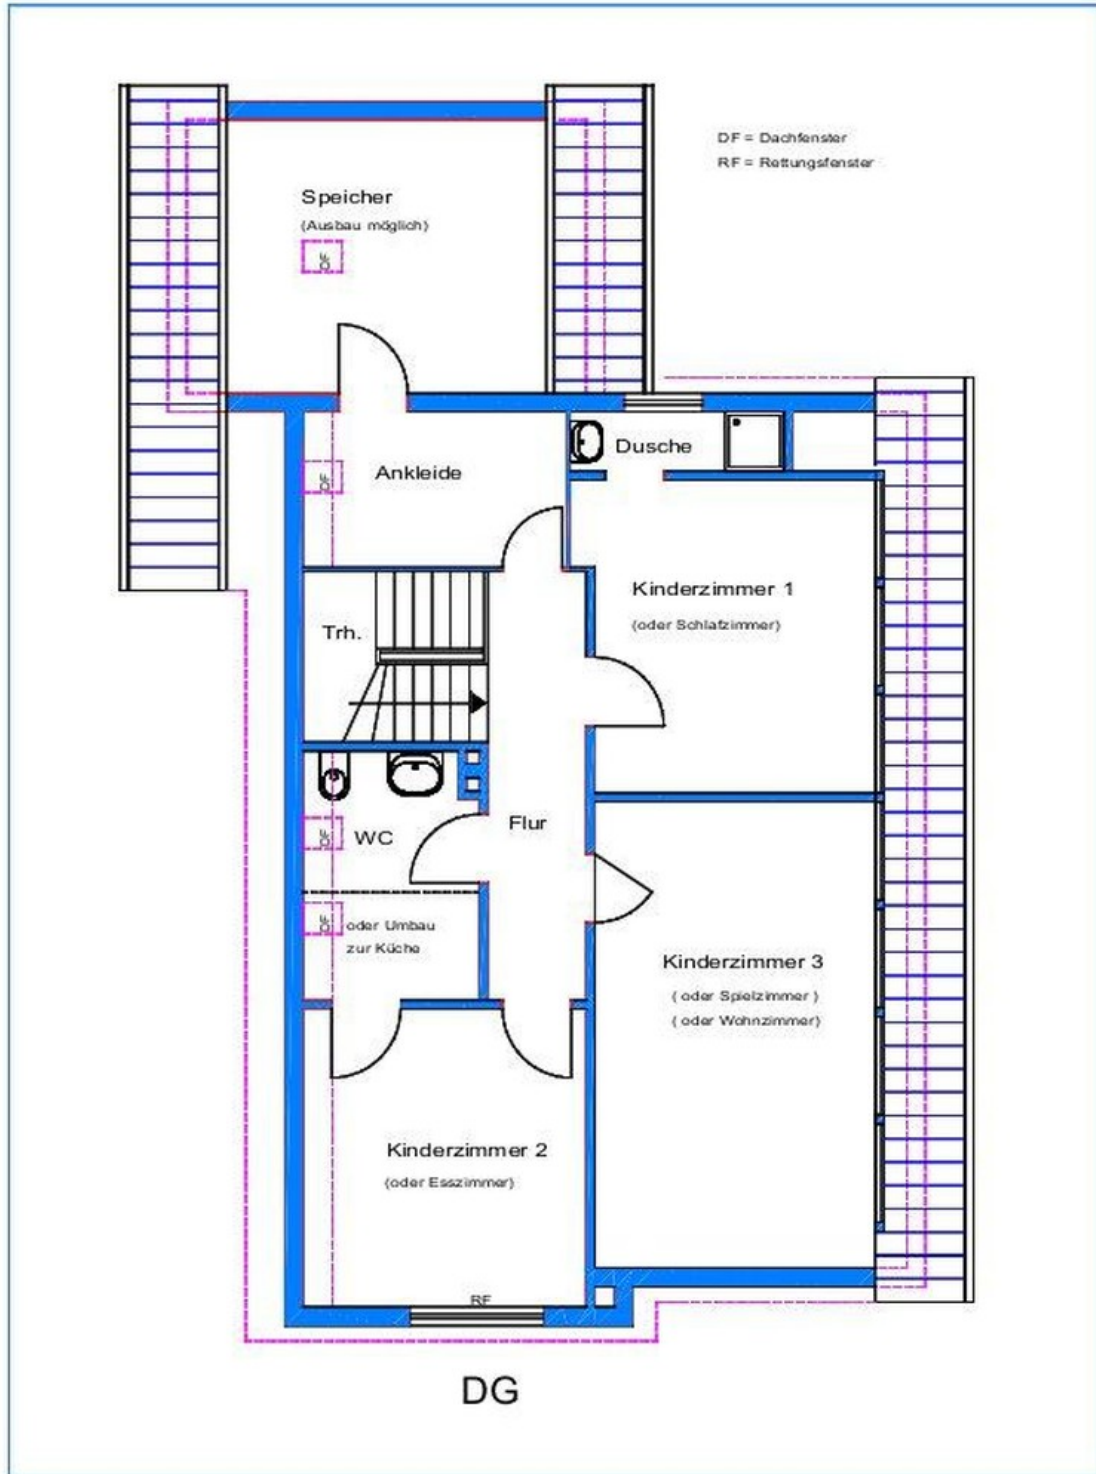 DF = Dachfenster
RF = Rettungsfenster
Speicher
(Ausbau möglich)
DF
DF
Ankleide
Dusche
Kinderzimmer 1
(oder Schlafzimmer)
Trh.
Flur
DF
WC
DF
oder Umbau
zur Küche
Kinderzimmer 3
( oder Spielzimmer )
( oder Wohnzimmer)
Kinderzimmer 2
(oder Esszimmer)
RF
DG